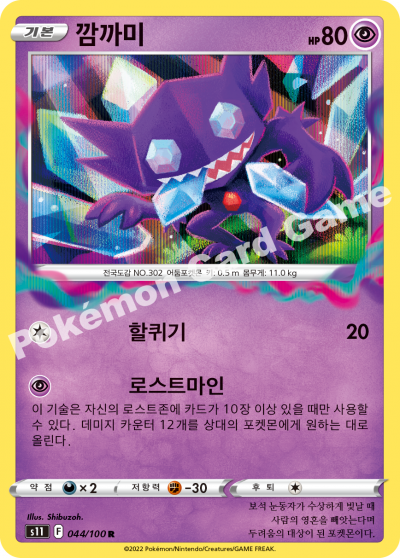 기본 깜까미 HP 80
전국도감 NO.302 어둠포켓몬 키: 0.5 m 몸무게: 11.0 kg
Pokémon Card Game
할퀴기 20
로스트마인
이 기술은 자신의 로스트존에 카드가 10장 이상 있을 때만 사용할
수 있다. 데미지 카운터 12개를 상대의 포켓몬에게 원하는 대로
올린다.
약점 ×2 저항력 -30 후퇴
Illus. Shibuzoh.
s11 F 044/100 R
보석 눈동자가 수상하게 빛날 때
사람의 영혼을 빼앗는다며
두려움의 대상이 된 포켓몬이다.
©2022 Pokémon/Nintendo/Creatures/GAME FREAK.